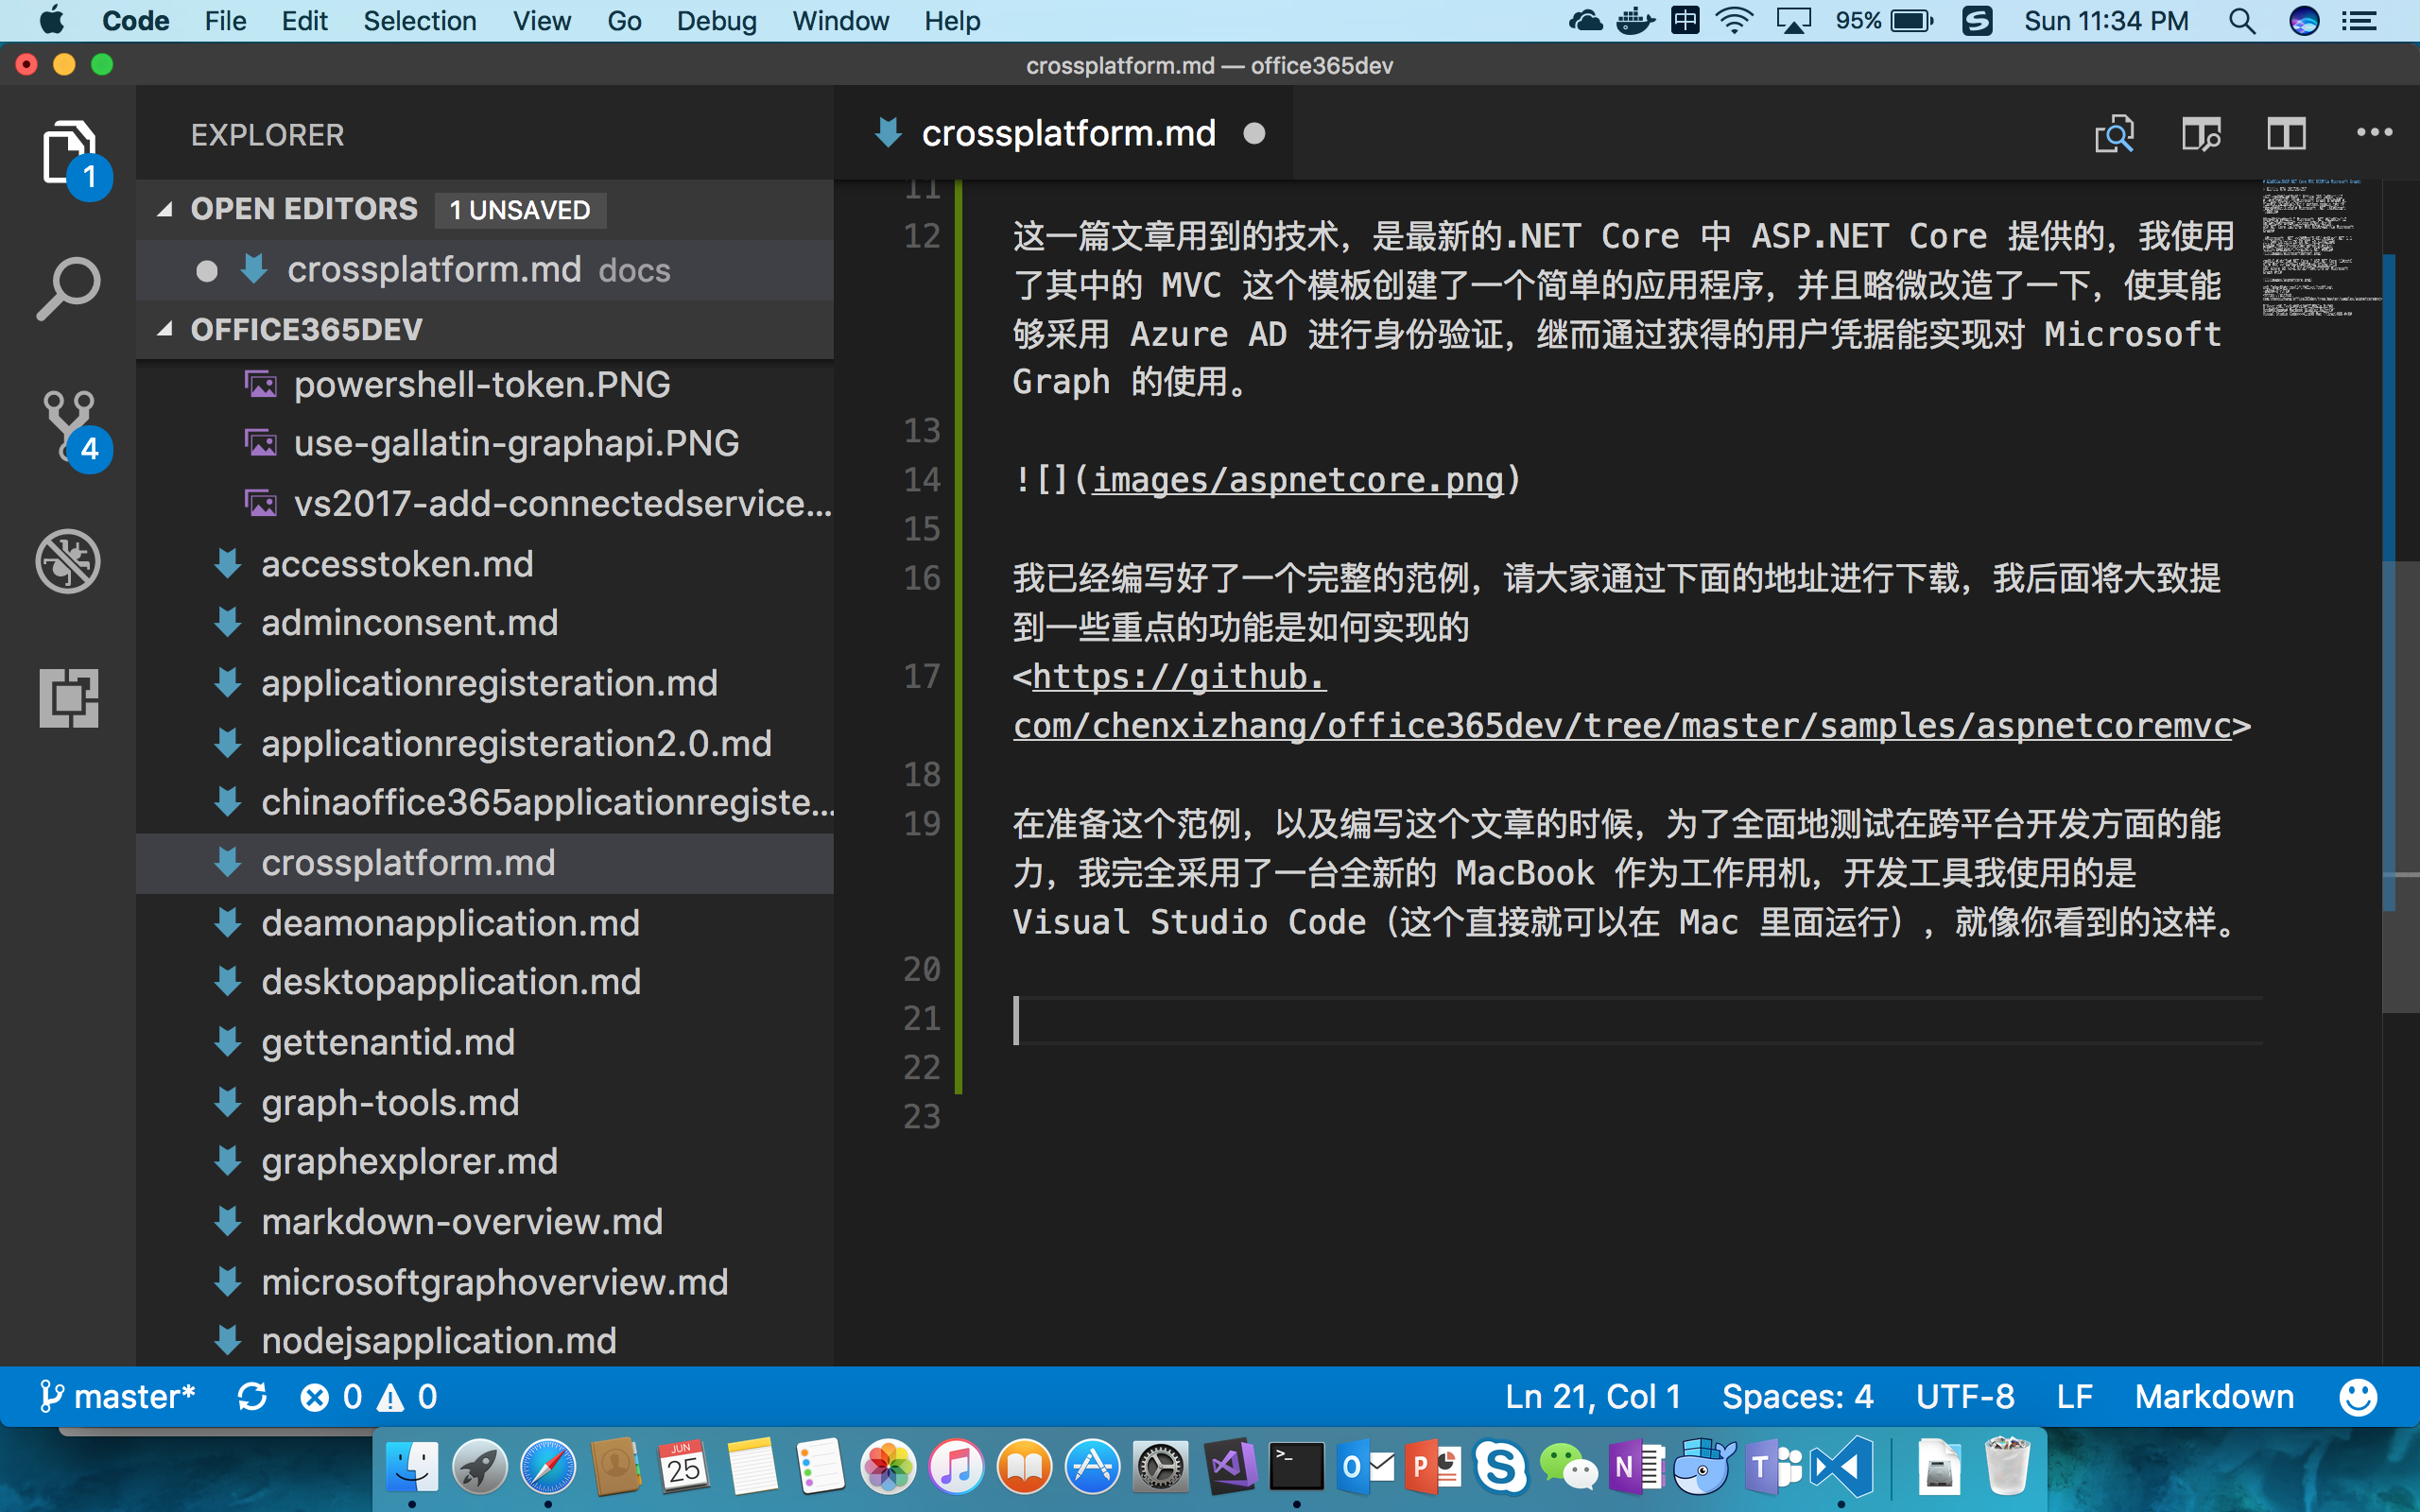 Code File Edit Selection View Go Debug Window Help 中 95% Sun 11:34 PM
crossplatform.md — office365dev
EXPLORER
crossplatform.md
1
OPEN EDITORS 1 UNSAVED
crossplatform.md docs
OFFICE365DEV
powershell-token.PNG
use-gallatin-graphapi.PNG
4
vs2017-add-connectedservice...
accesstoken.md
adminconsent.md
applicationregisteration.md
applicationregisteration2.0.md
chinaoffice365applicationregiste...
crossplatform.md
deamonapplication.md
desktopapplication.md
gettenantid.md
graph-tools.md
graphexplorer.md
markdown-overview.md
microsoftgraphoverview.md
nodejsapplication.md
11
12 这一篇文章用到的技术，是最新的.NET Core 中 ASP.NET Core 提供的，我使用
了其中的 MVC 这个模板创建了一个简单的应用程序，并且略微改造了一下，使其能
够采用 Azure AD 进行身份验证，继而通过获得的用户凭据能实现对 Microsoft
Graph 的使用。
13
14 ![](images/aspnetcore.png)
15
16 我已经编写好了一个完整的范例，请大家通过下面的地址进行下载，我后面将大致提
到一些重点的功能是如何实现的
17 <https://github.
com/chenxizhang/office365dev/tree/master/samples/aspnetcoremvc>
18
19 在准备这个范例，以及编写这个文章的时候，为了全面地测试在跨平台开发方面的能
力，我完全采用了一台全新的 MacBook 作为工作用机，开发工具我使用的是
Visual Studio Code（这个直接就可以在 Mac 里面运行），就像你看到的这样。
20
21
22
23
master* 0 0 Ln 21, Col 1 Spaces: 4 UTF-8 LF Markdown
JUN
25